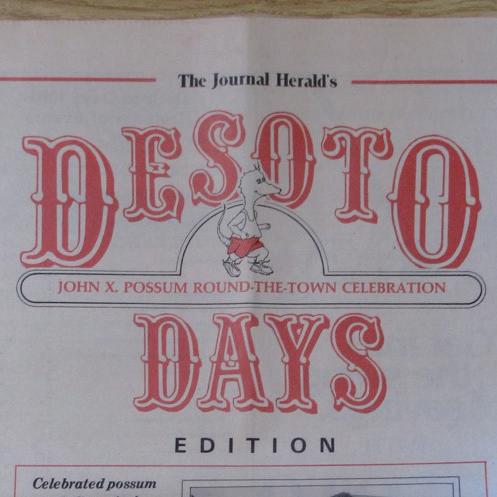 The Journal Herald's
DESOTO
JOHN X. POSSUM ROUND-THE-TOWN CELEBRATION
DAYS
EDITION
Celebrated possum